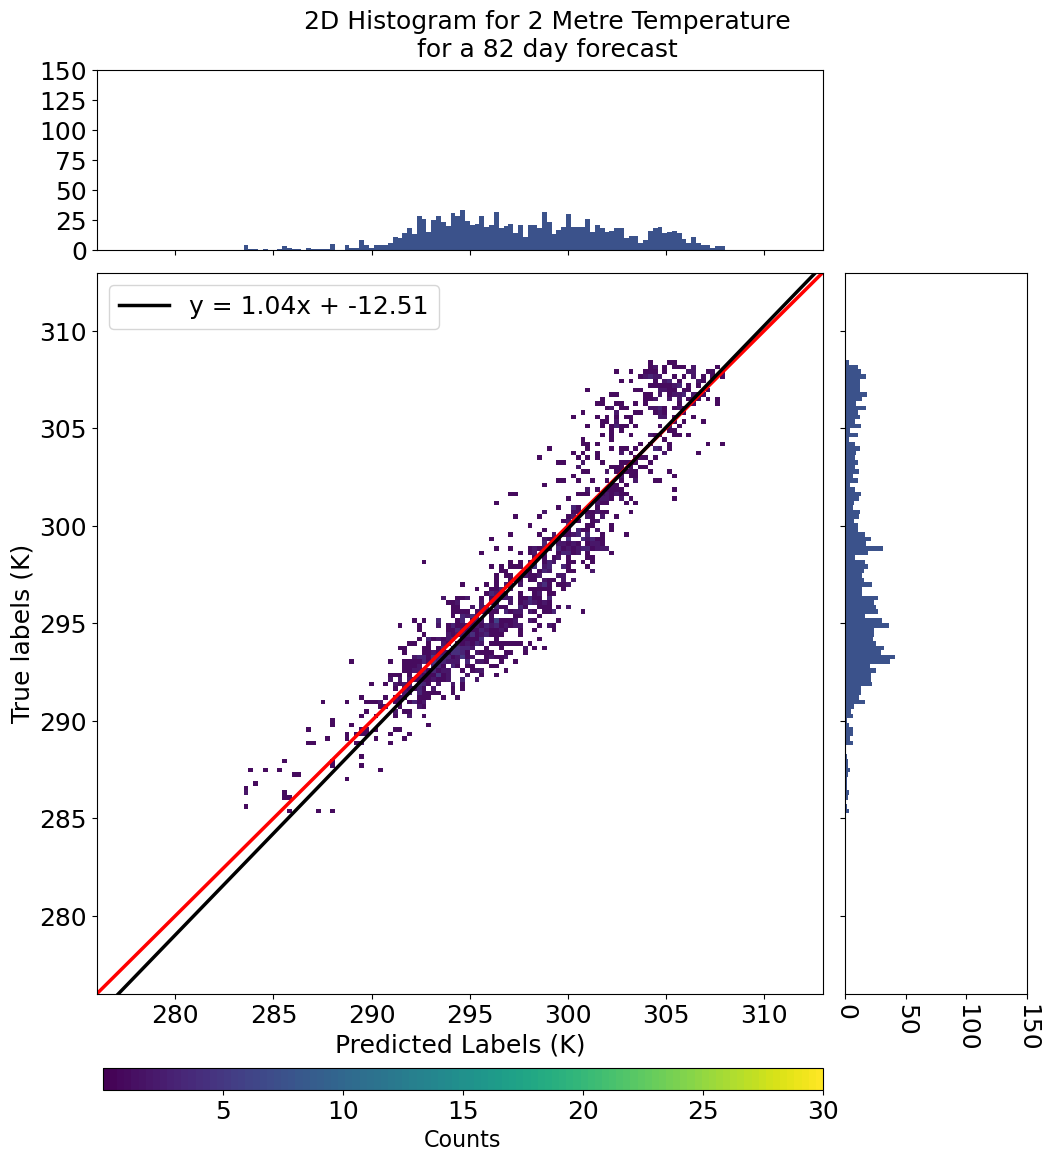 2D Histogram for 2 Metre Temperature
for a 82 day forecast
150
125
100
75
50
25
0
y = 1.04x + -12.51
310
305
300
295
290
285
280
True labels (K)
280 285 290 295 300 305 310
Predicted Labels (K)
0 50 100 150
5 10 15 20 25 30
Counts